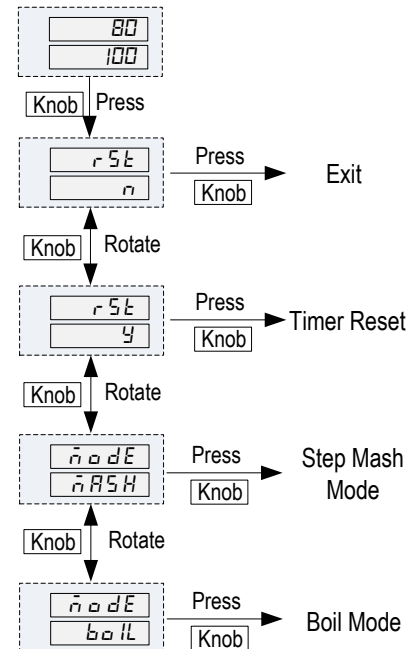 80
100
Knob Press
rSt
n
Press
Knob
Exit
Knob Rotate
rSt
y
Press
Knob
Timer Reset
Knob Rotate
modE
mASH
Press
Knob
Step Mash
Mode
Knob Rotate
modE
boIL
Press
Knob
Boil Mode